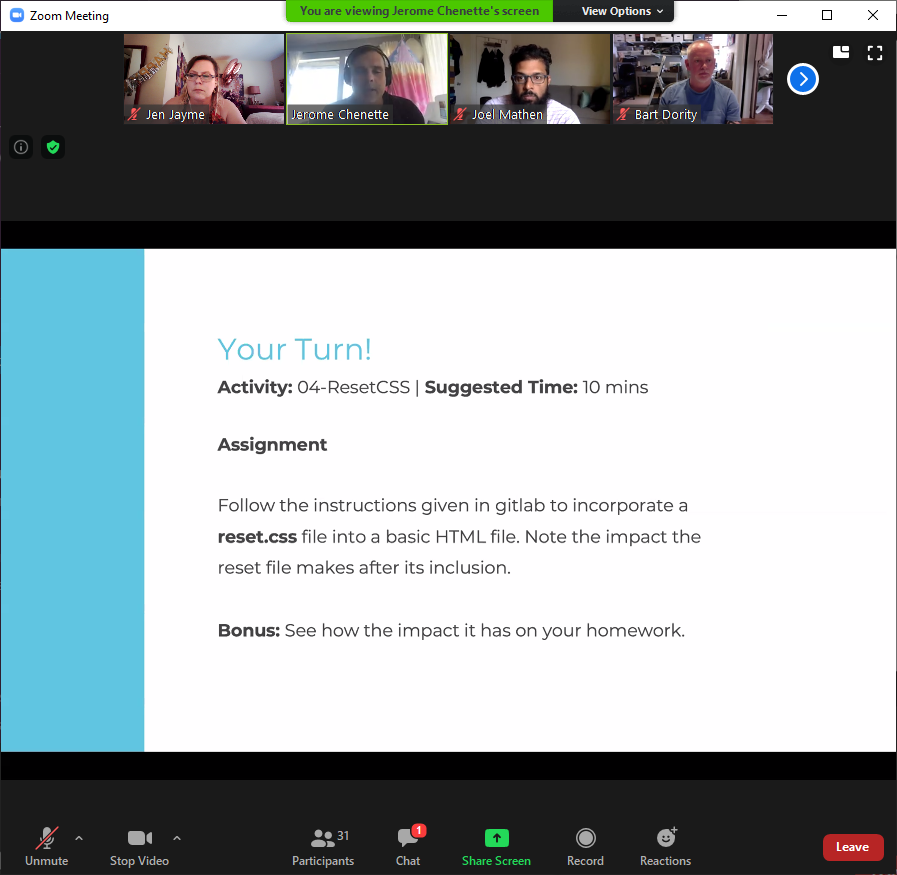 Zoom Meeting
You are viewing Jerome Chenette's screen
View Options
Jen Jayme
Jerome Chenette
Joel Mathen
Bart Dority
Your Turn!
Activity: 04-ResetCSS | Suggested Time: 10 mins
Assignment
Follow the instructions given in gitlab to incorporate a
reset.css file into a basic HTML file. Note the impact the
reset file makes after its inclusion.
Bonus: See how the impact it has on your homework.
31
1
Unmute
Stop Video
Participants
Chat
Share Screen
Record
Reactions
Leave